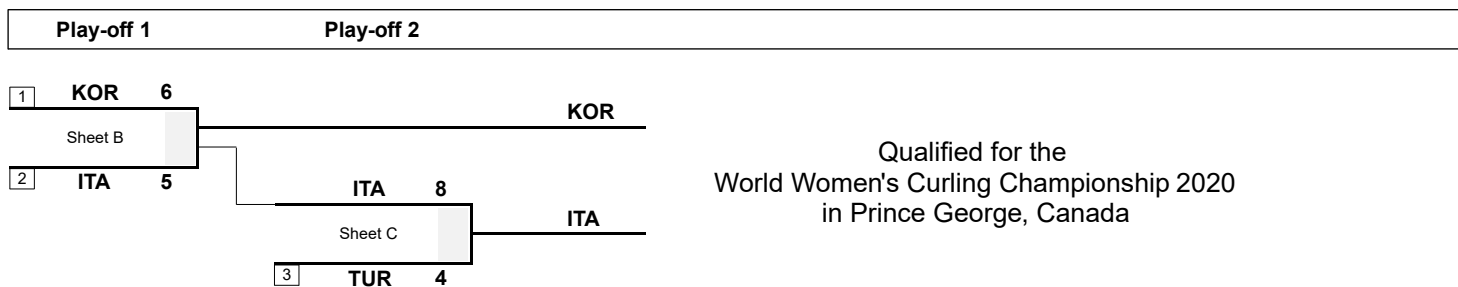 Play-off 1 Play-off 2
1 KOR 6
KOR
Sheet B
2 ITA 5
ITA 8
ITA
Sheet C
3 TUR 4
Qualified for the
World Women's Curling Championship 2020
in Prince George, Canada